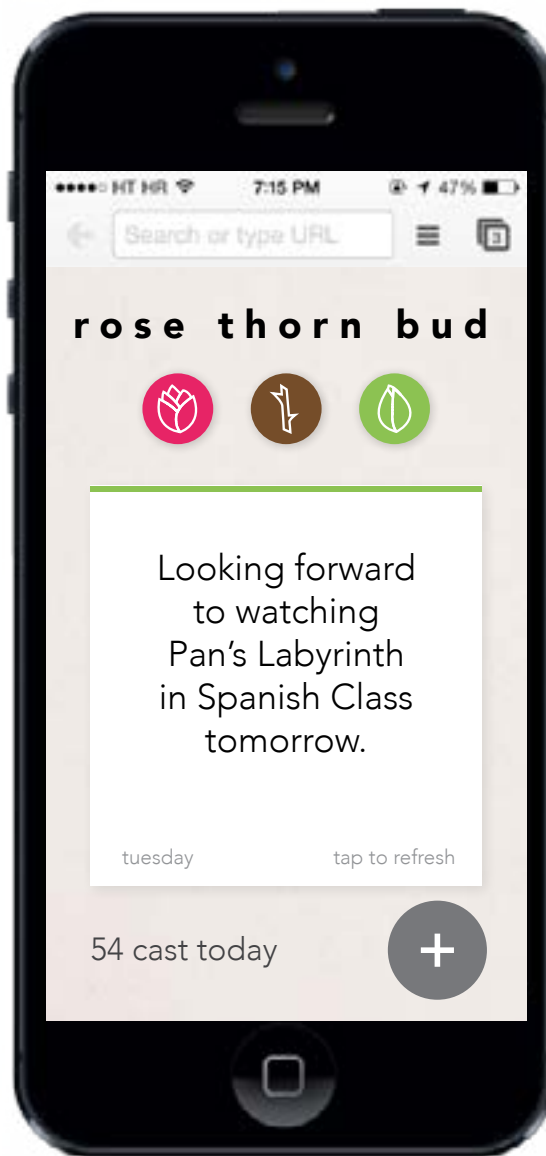 HT HR 7:15 PM 47%
Search or type URL 3
rose thorn bud
Looking forward
to watching
Pan’s Labyrinth
in Spanish Class
tomorrow.
tuesday tap to refresh
54 cast today +